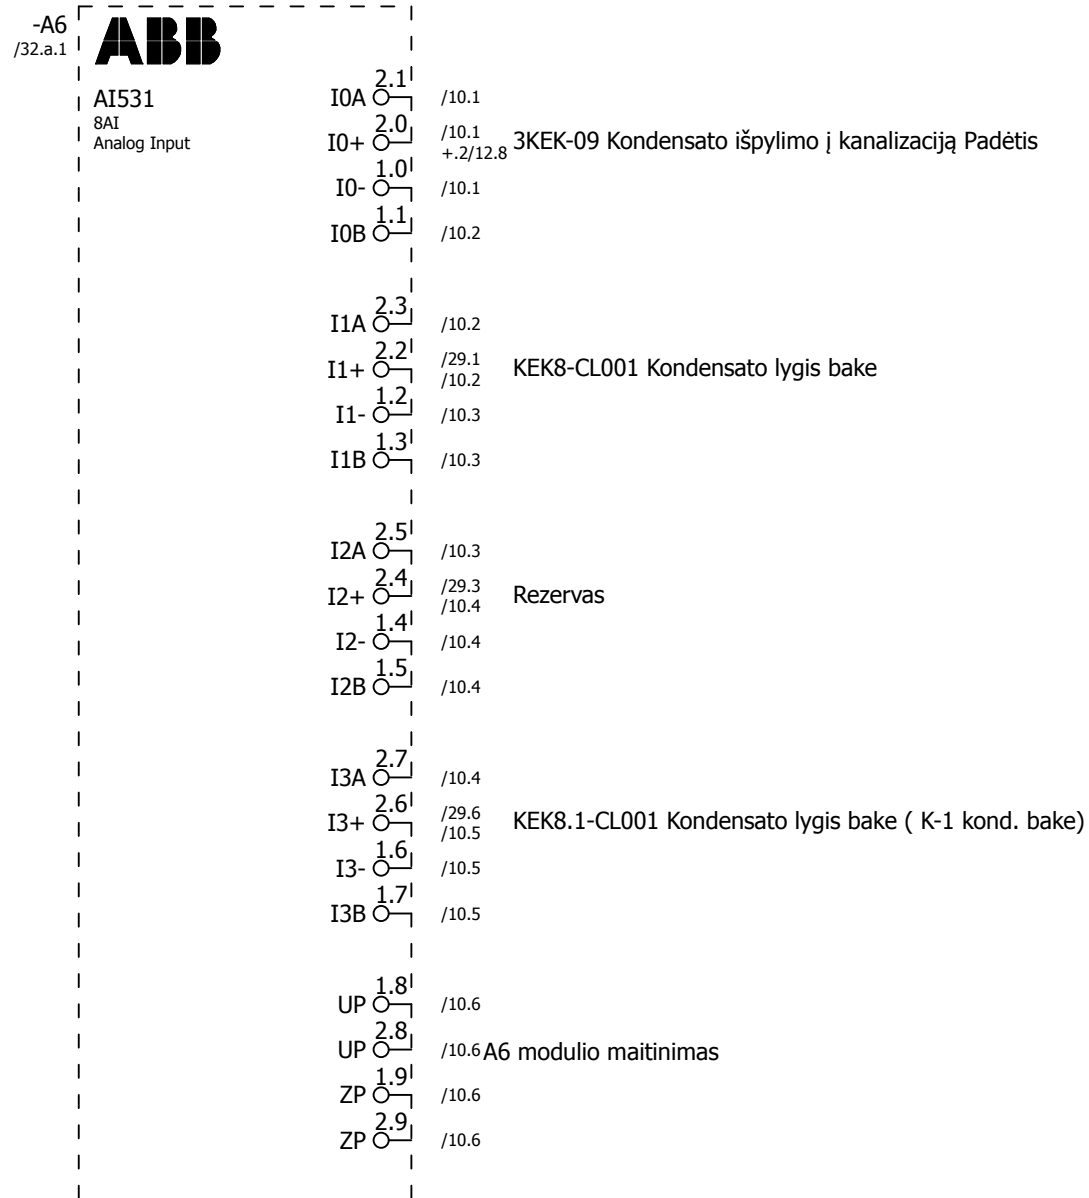 -A6
/32.a.1
ABB
AI531
8AI
Analog Input
I0A 2.1 /10.1
I0+ 2.0 /10.1
+.2/12.8 3KEK-09 Kondensato išpylimo į kanalizaciją Padėtis
I0- 1.0 /10.1
I0B 1.1 /10.2
I1A 2.3 /10.2
I1+ 2.2 /29.1
/10.2 KEK8-CL001 Kondensato lygis bake
I1- 1.2 /10.3
I1B 1.3 /10.3
I2A 2.5 /10.3
I2+ 2.4 /29.3
/10.4 Rezervas
I2- 1.4 /10.4
I2B 1.5 /10.4
I3A 2.7 /10.4
I3+ 2.6 /29.6
/10.5 KEK8.1-CL001 Kondensato lygis bake ( K-1 kond. bake)
I3- 1.6 /10.5
I3B 1.7 /10.5
UP 1.8 /10.6
UP 2.8 /10.6 A6 modulio maitinimas
ZP 1.9 /10.6
ZP 2.9 /10.6